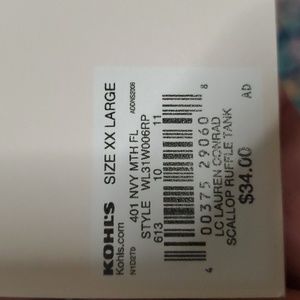 KOHL'S SIZE XX LARGE
Kohls.com
401 NVY MTH FL
STYLE WL31W006RP
613 10 11
4 00375 29060 8
LC LAUREN CONRAD
SCALLOP RUFFLE TANK
$34.00 AD